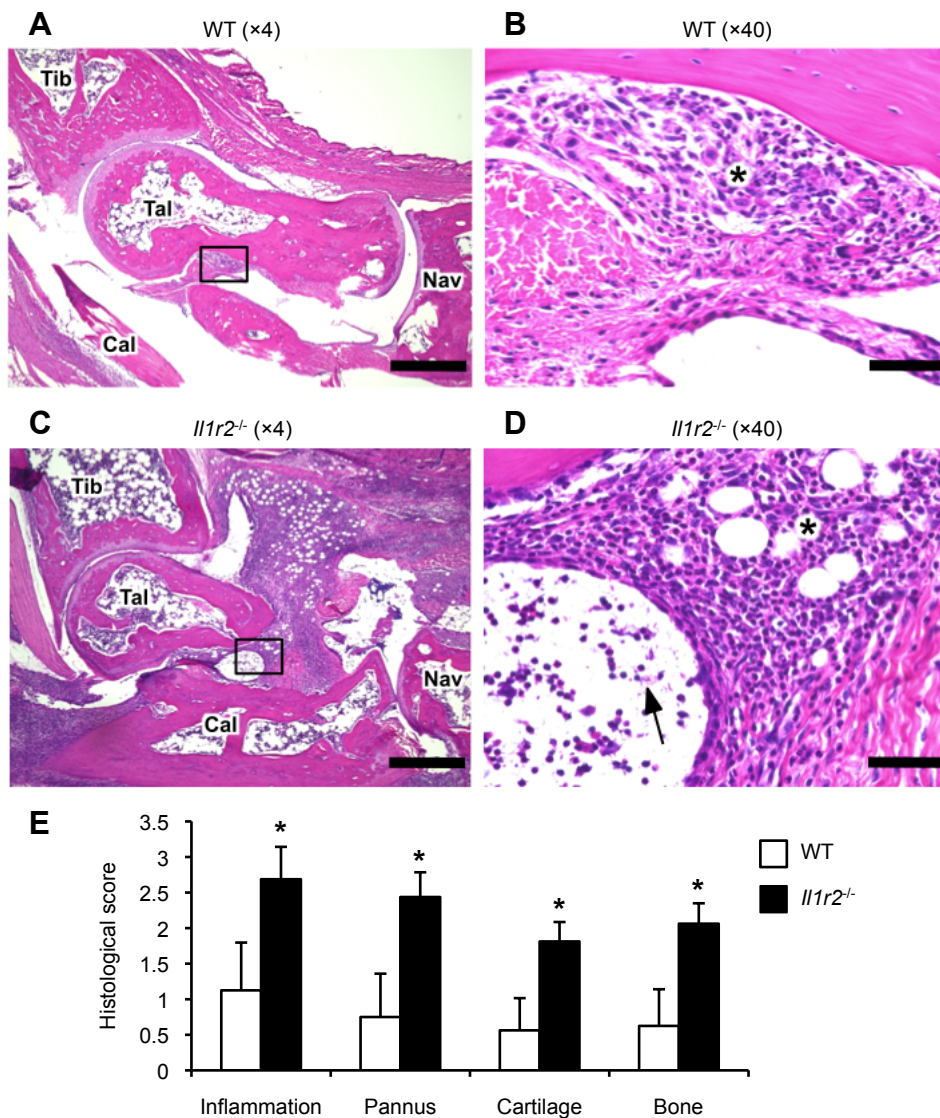 A WT (×4)
Tib
Tal
Nav
Cal
B WT (×40)
*
C Il1r2-/- (×4)
Tib
Tal
Nav
Cal
D Il1r2-/- (×40)
*
E
Histological score
3.5
3
2.5
2
1.5
1
0.5
0
* * * *
Inflammation Pannus Cartilage Bone
WT
Il1r2-/-